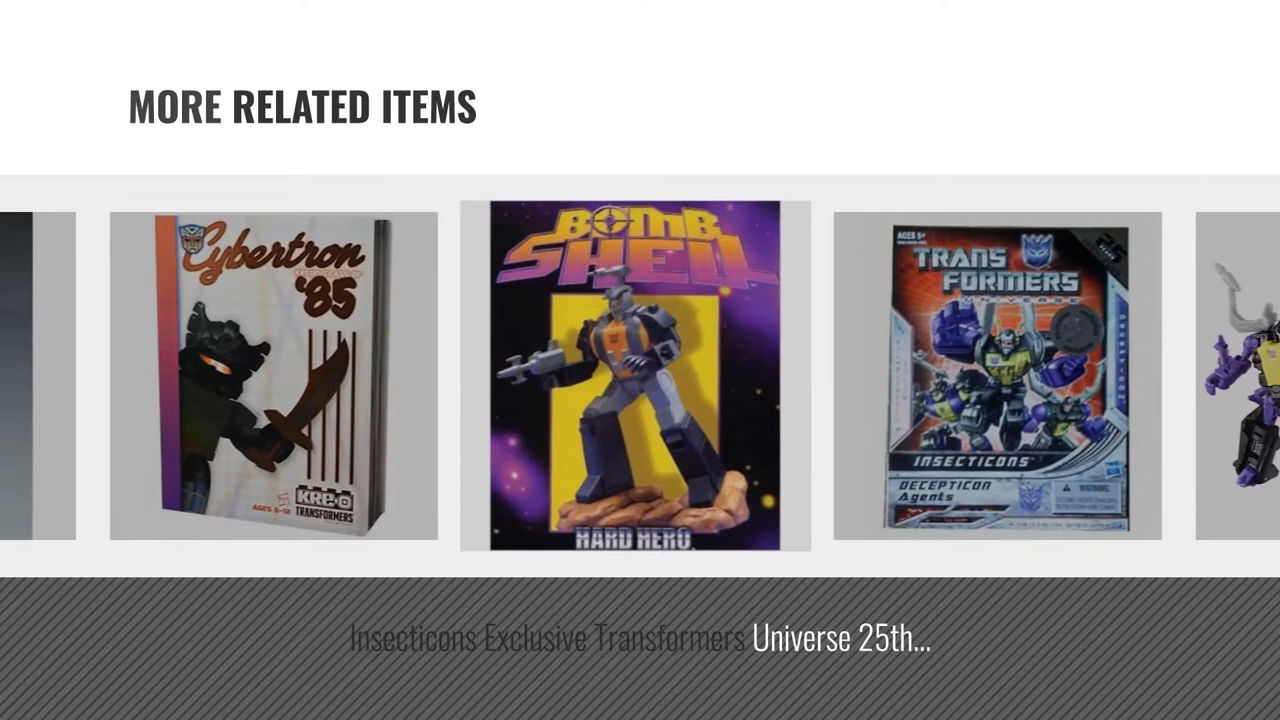 MORE RELATED ITEMS
Cybertron
'85
AGES 6-12
KRE-O
TRANSFORMERS
BOMB
SHELL
HARD HERO
AGES 5+
TRANS
FORMERS
UNIVERSE
25
INSECTICONS
DECEPTICON
Agents
WARNING:
Insecticons Exclusive Transformers Universe 25th...